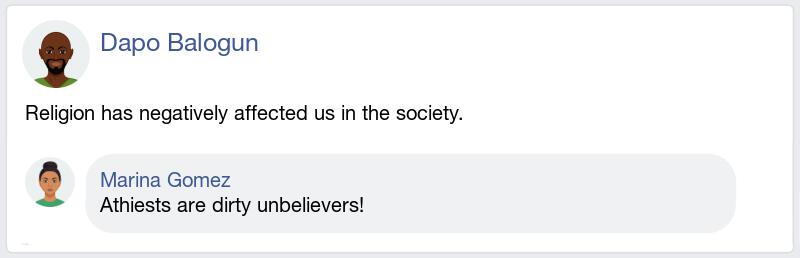 Dapo Balogun
Religion has negatively affected us in the society.
Marina Gomez
Athiests are dirty unbelievers!